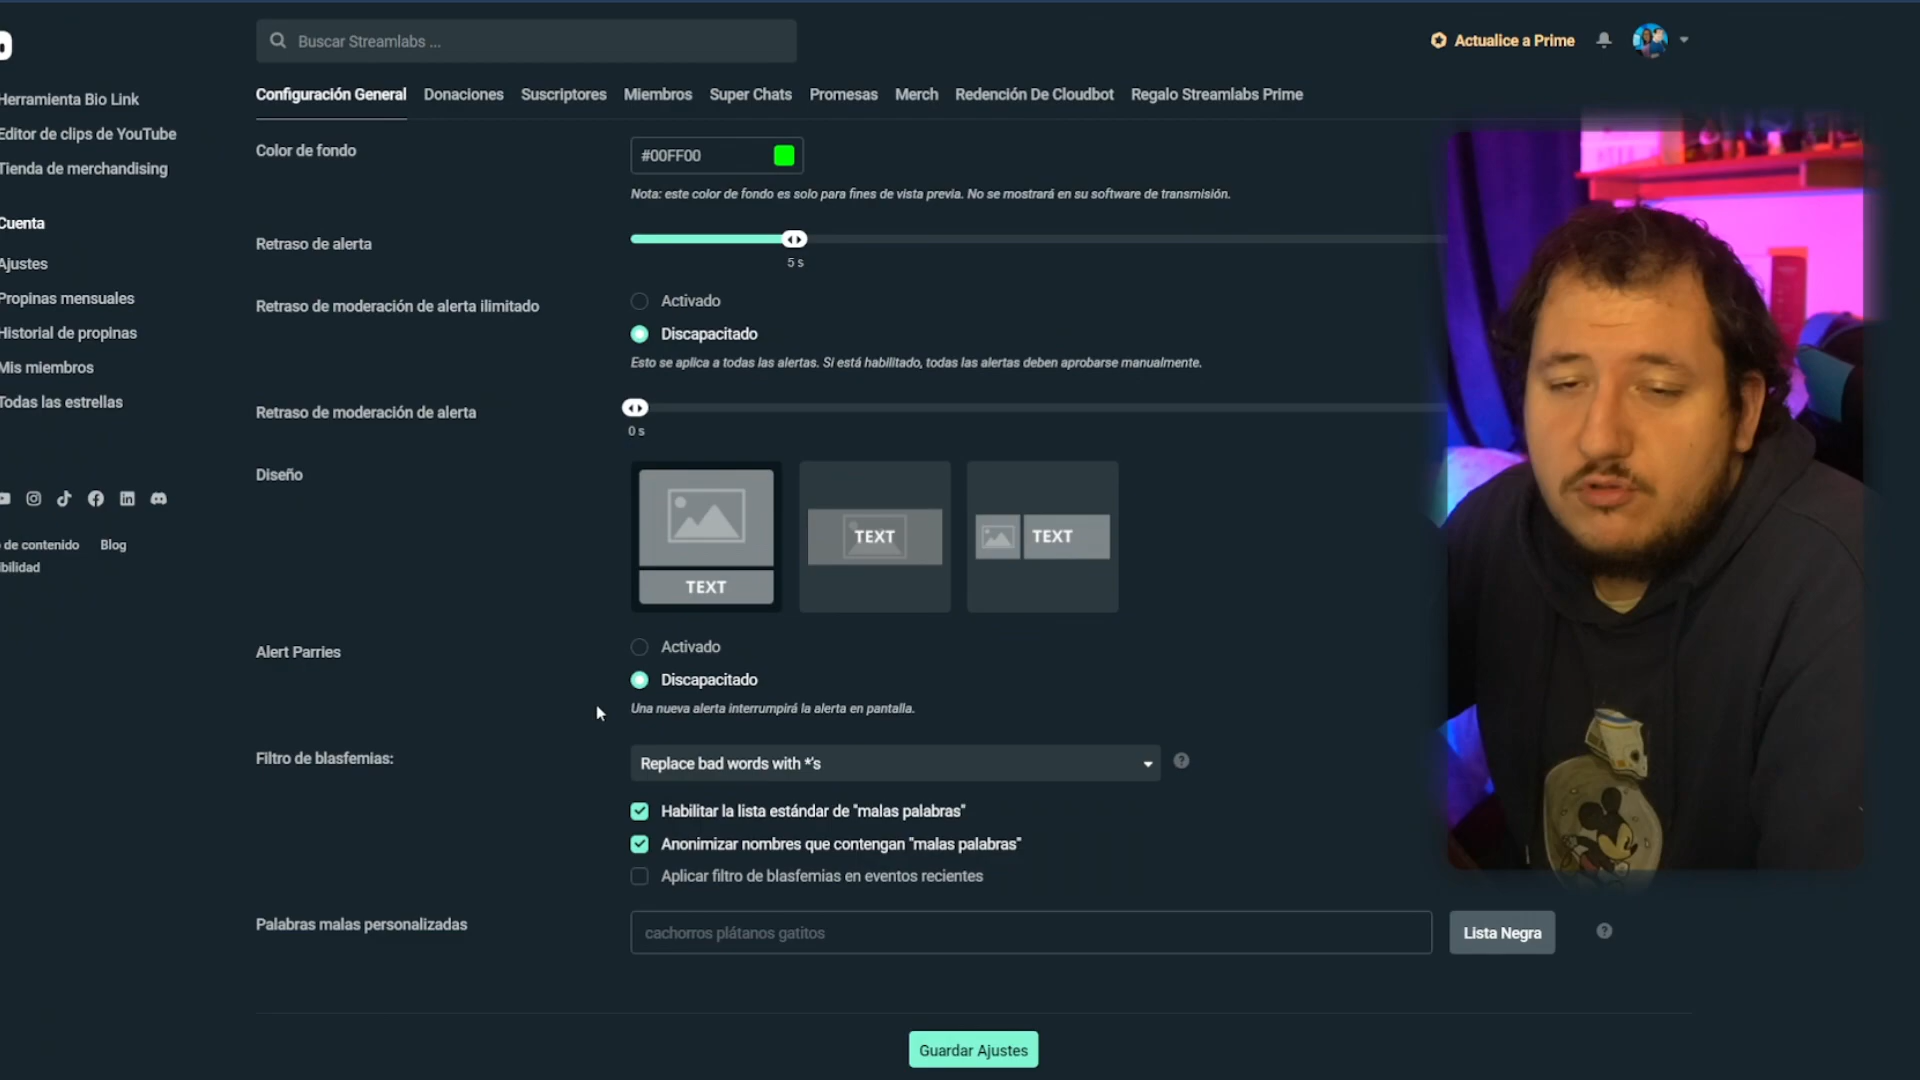 Buscar Streamlabs ...
Actualice a Prime
Herramienta Bio Link
Editor de clips de YouTube
Tienda de merchandising
Cuenta
Ajustes
Propinas mensuales
Historial de propinas
Mis miembros
Todas las estrellas
de contenido
Blog
ibilidad
Configuración General
Donaciones
Suscriptores
Miembros
Super Chats
Promesas
Merch
Redención De Cloudbot
Regalo Streamlabs Prime
Color de fondo
#00FF00
Nota: este color de fondo es solo para fines de vista previa. No se mostrará en su software de transmisión.
Retraso de alerta
5 s
Retraso de moderación de alerta ilimitado
Activado
Discapacitado
Esto se aplica a todas las alertas. Si está habilitado, todas las alertas deben aprobarse manualmente.
Retraso de moderación de alerta
0 s
Diseño
TEXT
TEXT
TEXT
Alert Parries
Activado
Discapacitado
Una nueva alerta interrumpirá la alerta en pantalla.
Filtro de blasfemias:
Replace bad words with *'s
Habilitar la lista estándar de "malas palabras"
Anonimizar nombres que contengan "malas palabras"
Aplicar filtro de blasfemias en eventos recientes
Palabras malas personalizadas
cachorros plátanos gatitos
Lista Negra
Guardar Ajustes